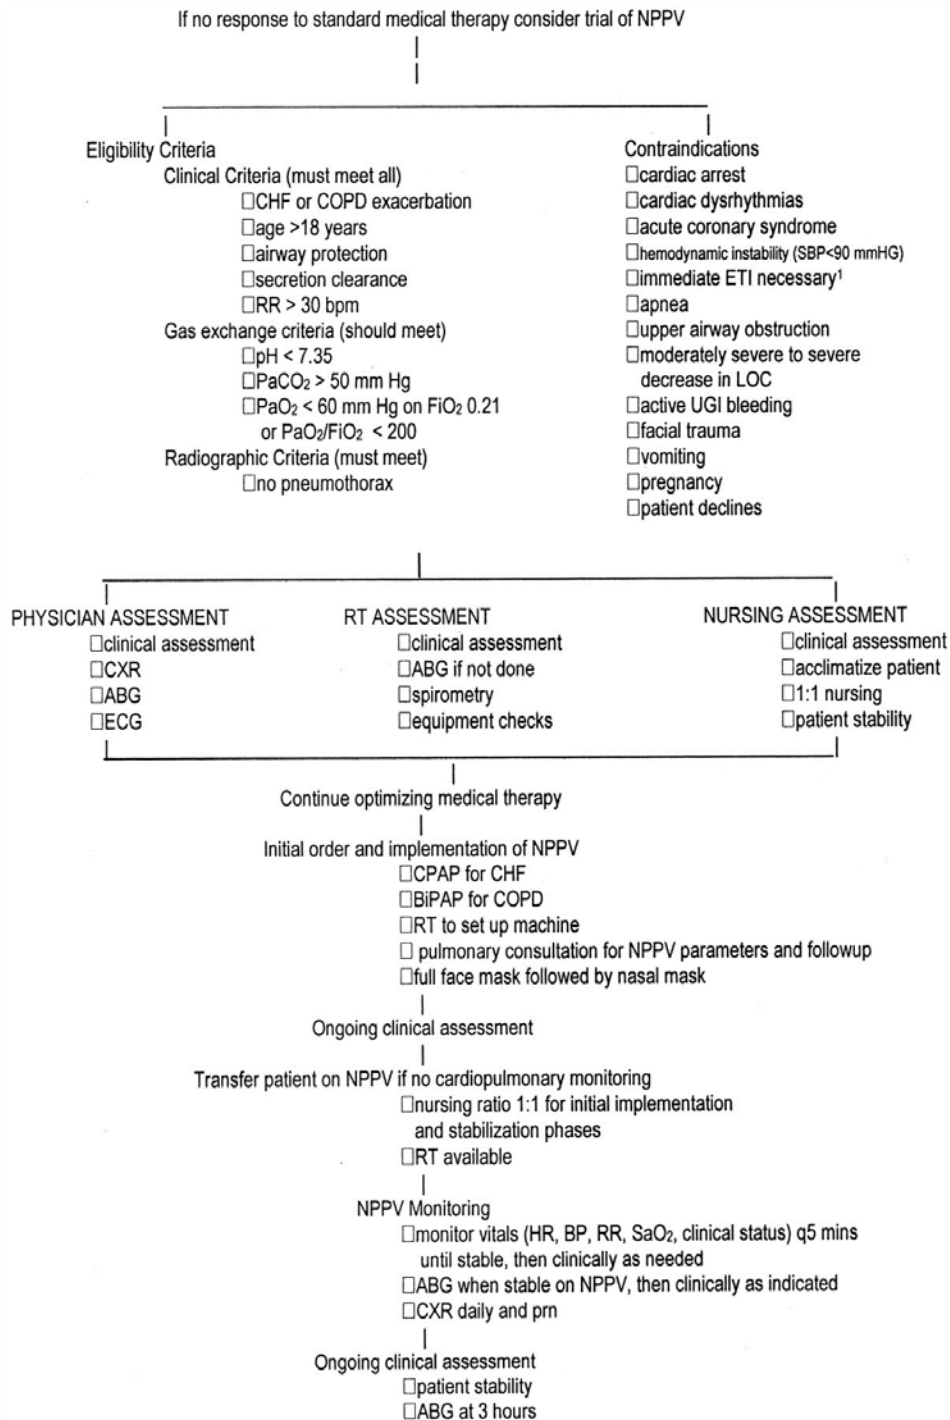 If no response to standard medical therapy consider trial of NPPV
Eligibility Criteria
Clinical Criteria (must meet all)
☐CHF or COPD exacerbation
☐age >18 years
☐airway protection
☐secretion clearance
☐RR > 30 bpm
Gas exchange criteria (should meet)
☐pH < 7.35
☐PaCO₂ > 50 mm Hg
☐PaO₂ < 60 mm Hg on FiO₂ 0.21
or PaO₂/FiO₂ < 200
Radiographic Criteria (must meet)
☐no pneumothorax
Contraindications
☐cardiac arrest
☐cardiac dysrhythmias
☐acute coronary syndrome
☐hemodynamic instability (SBP<90 mmHG)
☐immediate ETI necessary¹
☐apnea
☐upper airway obstruction
☐moderately severe to severe
decrease in LOC
☐active UGI bleeding
☐facial trauma
☐vomiting
☐pregnancy
☐patient declines
PHYSICIAN ASSESSMENT
☐clinical assessment
☐CXR
☐ABG
☐ECG
RT ASSESSMENT
☐clinical assessment
☐ABG if not done
☐spirometry
☐equipment checks
NURSING ASSESSMENT
☐clinical assessment
☐acclimatize patient
☐1:1 nursing
☐patient stability
Continue optimizing medical therapy
Initial order and implementation of NPPV
☐CPAP for CHF
☐BiPAP for COPD
☐RT to set up machine
☐ pulmonary consultation for NPPV parameters and followup
☐full face mask followed by nasal mask
Ongoing clinical assessment
Transfer patient on NPPV if no cardiopulmonary monitoring
☐nursing ratio 1:1 for initial implementation
and stabilization phases
☐RT available
NPPV Monitoring
☐monitor vitals (HR, BP, RR, SaO₂, clinical status) q5 mins
until stable, then clinically as needed
☐ABG when stable on NPPV, then clinically as indicated
☐CXR daily and prn
Ongoing clinical assessment
☐patient stability
☐ABG at 3 hours